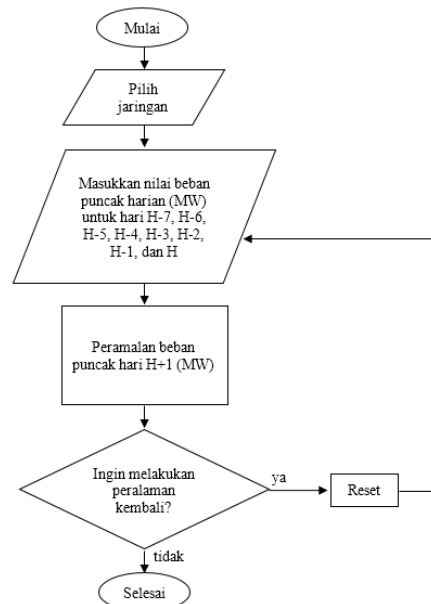 Mulai
Pilih
jaringan
Masukkan nilai beban
puncak harian (MW)
untuk hari H-7, H-6,
H-5, H-4, H-3, H-2,
H-1, dan H
Peramalan beban
puncak hari H+1 (MW)
Ingin melakukan
peralaman
kembali?
ya
Reset
tidak
Selesai